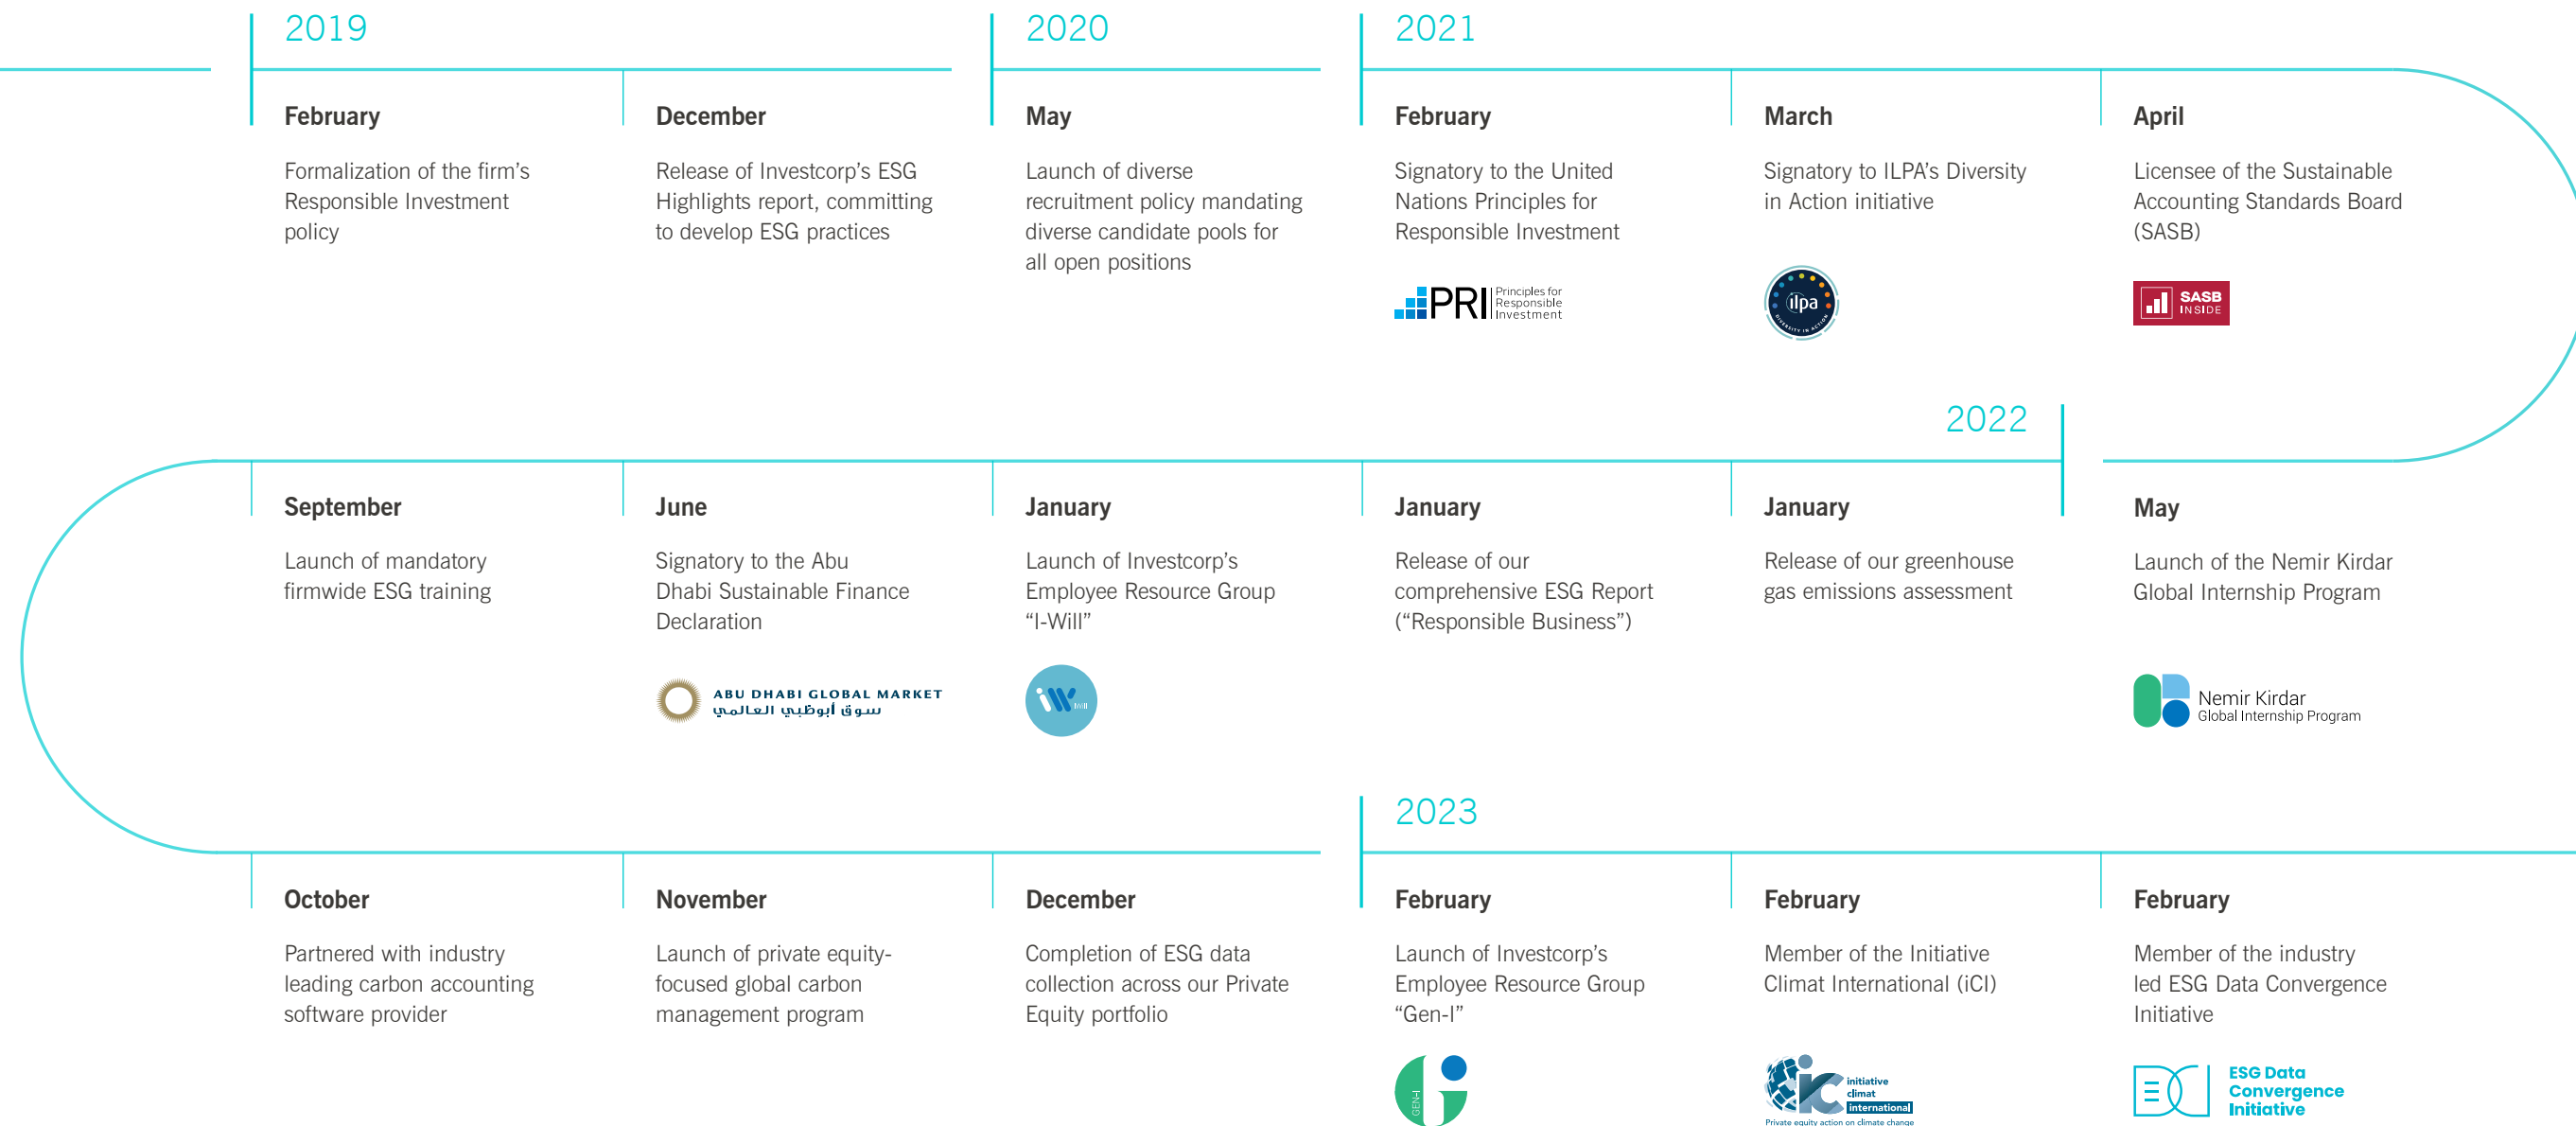 2019
February
Formalization of the firm’s
Responsible Investment
policy
December
Release of Investcorp’s ESG
Highlights report, committing
to develop ESG practices
2020
May
Launch of diverse
recruitment policy mandating
diverse candidate pools for
all open positions
2021
February
Signatory to the United
Nations Principles for
Responsible Investment
PRI
Principles for
Responsible
Investment
March
Signatory to ILPA’s Diversity
in Action initiative
ilpa
DIVERSITY IN ACTION
April
Licensee of the Sustainable
Accounting Standards Board
(SASB)
SASB
INSIDE
May
Launch of the Nemir Kirdar
Global Internship Program
Nemir Kirdar
Global Internship Program
2022
January
Release of our greenhouse
gas emissions assessment
January
Release of our
comprehensive ESG Report
(“Responsible Business”)
January
Launch of Investcorp’s
Employee Resource Group
“I-Will”
iW
IWill
June
Signatory to the Abu
Dhabi Sustainable Finance
Declaration
ABU DHABI GLOBAL MARKET
سوق أبوظبي العالمي
September
Launch of mandatory
firmwide ESG training
October
Partnered with industry
leading carbon accounting
software provider
November
Launch of private equity-
focused global carbon
management program
December
Completion of ESG data
collection across our Private
Equity portfolio
2023
February
Launch of Investcorp’s
Employee Resource Group
“Gen-I”
GEN-I
February
Member of the Initiative
Climat International (iCI)
iC
initiative
climat
international
Private equity action on climate change
February
Member of the industry
led ESG Data Convergence
Initiative
ESG Data
Convergence
Initiative